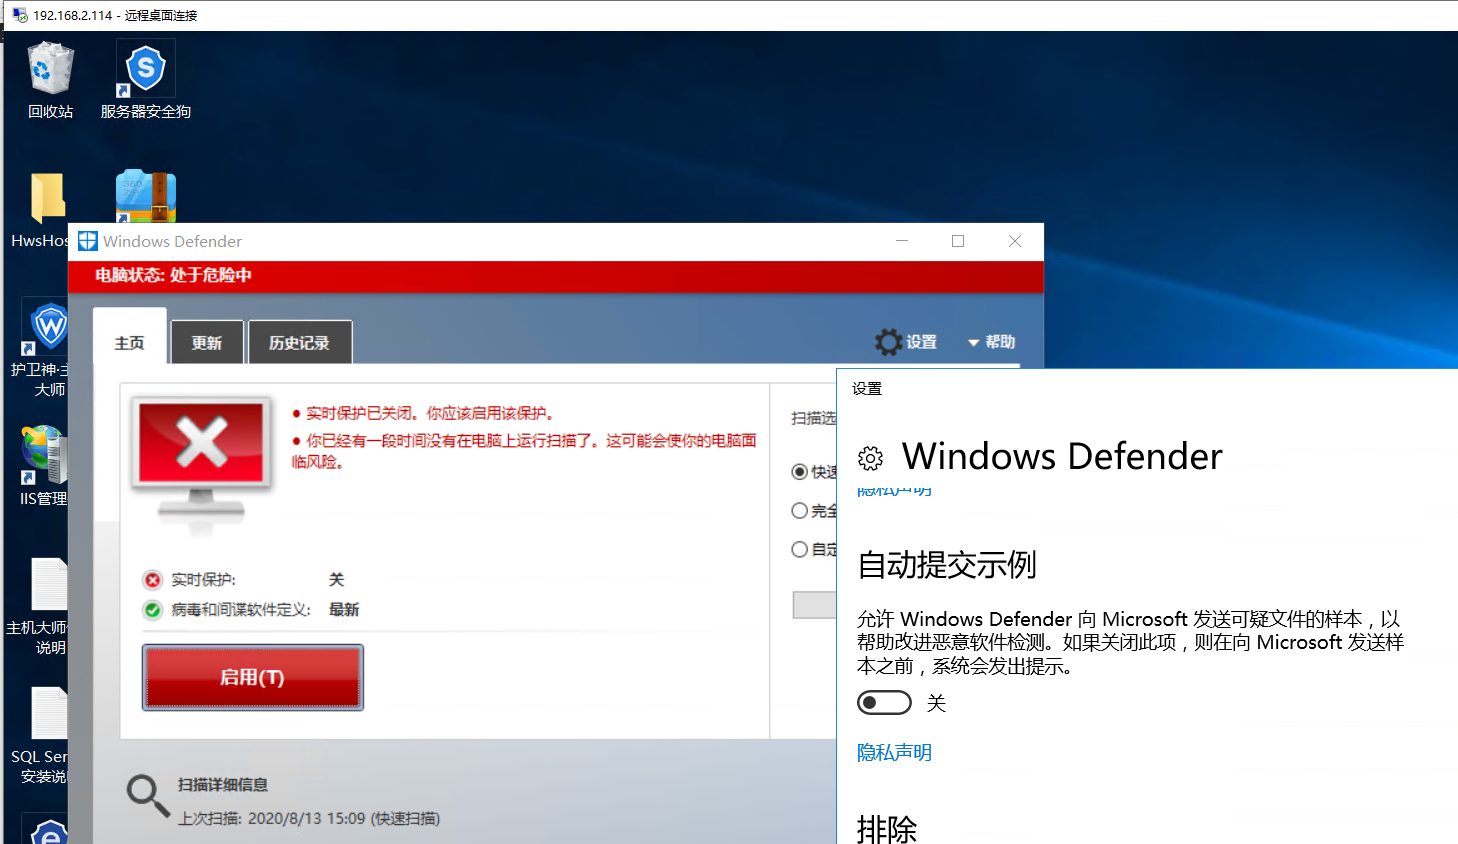 192.168.2.114 - 远程桌面连接
回收站
服务器安全狗
HwsHos
护卫神·主
大师
IIS管理
主机大师
说明
SQL Ser
安装说
Windows Defender
电脑状态: 处于危险中
主页
更新
历史记录
设置
帮助
● 实时保护已关闭。你应该启用该保护。
● 你已经有一段时间没有在电脑上运行扫描了。这可能会使你的电脑面
临风险。
扫描选
快速
完全
自定
实时保护:
关
病毒和间谍软件定义:
最新
启用(T)
扫描详细信息
上次扫描: 2020/8/13 15:09 (快速扫描)
设置
Windows Defender
隐私声明
自动提交示例
允许 Windows Defender 向 Microsoft 发送可疑文件的样本，以
帮助改进恶意软件检测。如果关闭此项，则在向 Microsoft 发送样
本之前，系统会发出提示。
关
隐私声明
排除